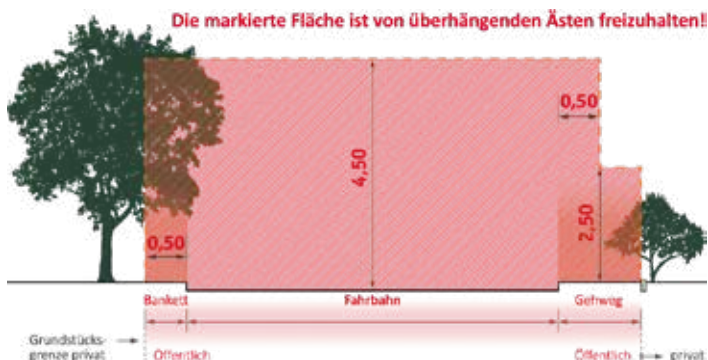 Die markierte Fläche ist von überhängenden Ästen freizuhalten!!
0,50
4,50
2,50
0,50
Bankett
Fahrbahn
Gehweg
Grundstücks-
grenze privat
Öffentlich
Öffentlich
privat